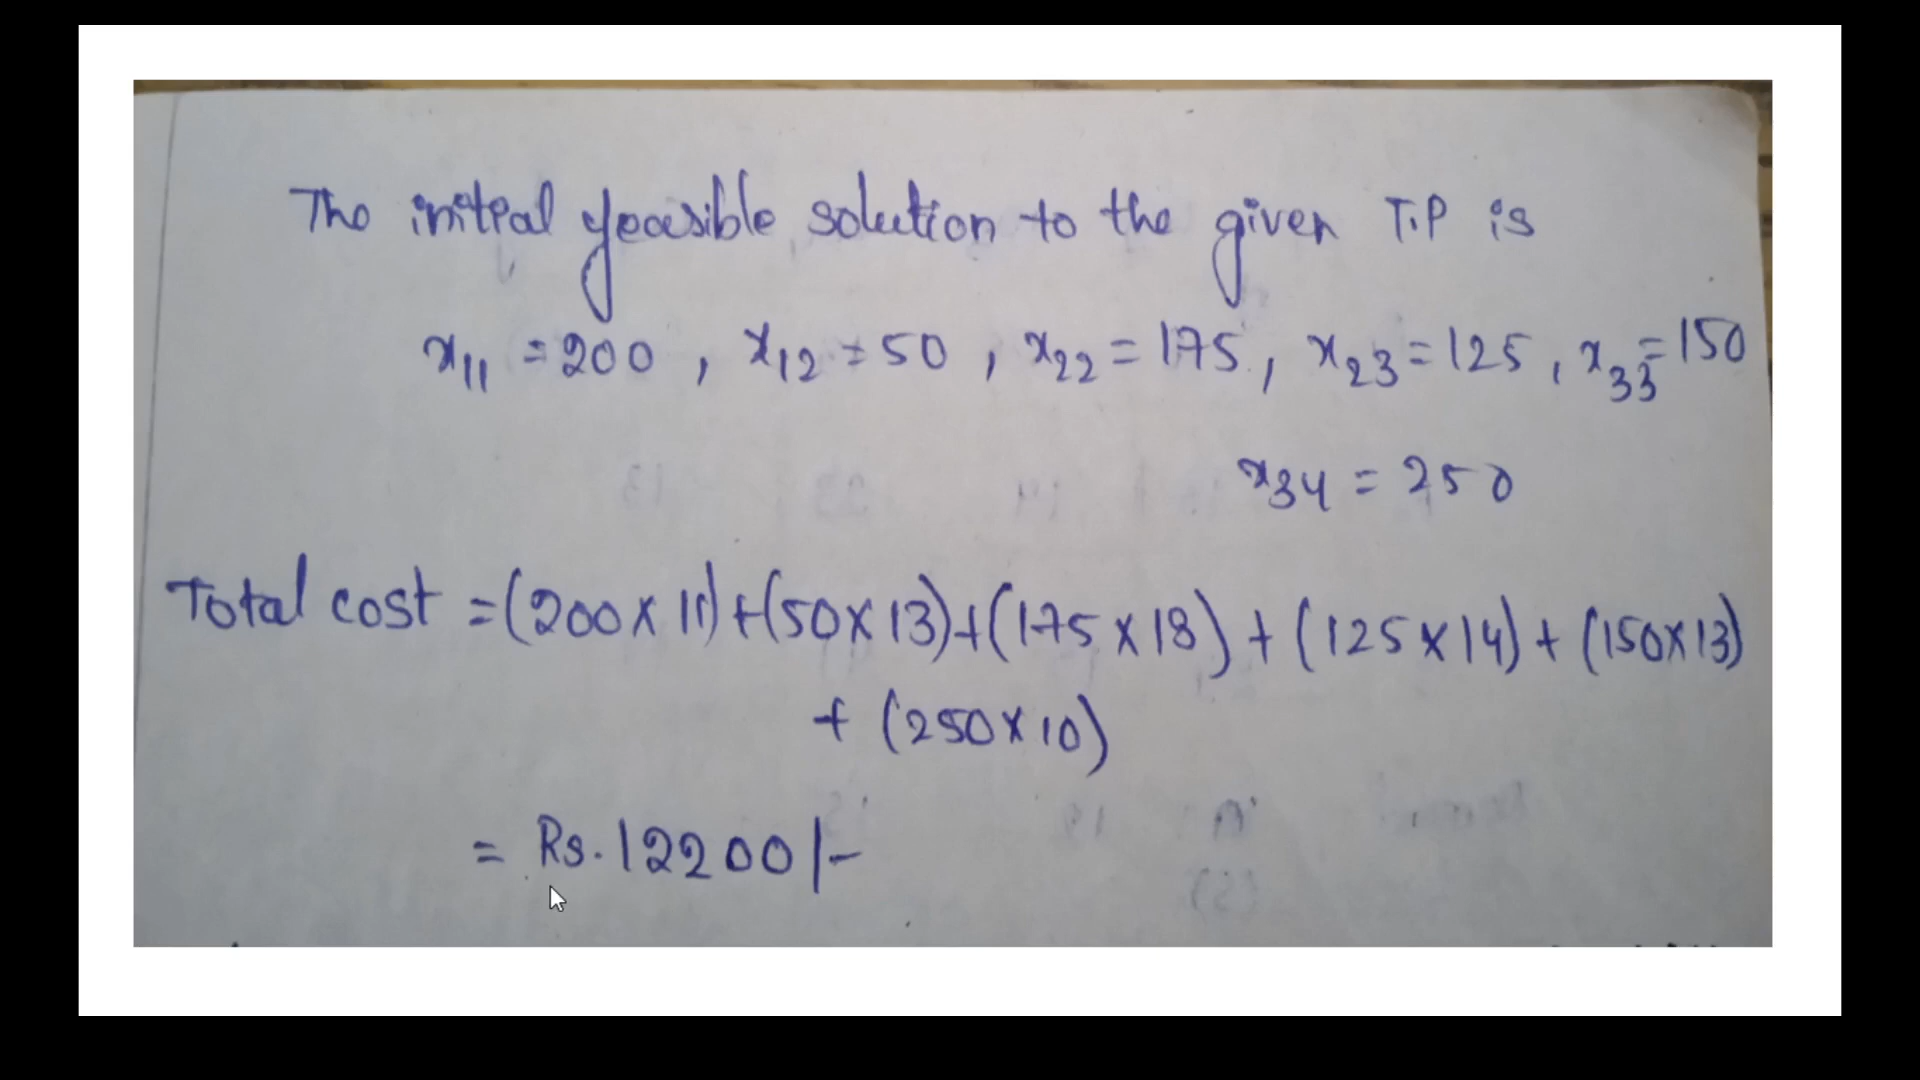 The initial feasible solution to the given T.P is
x₁₁ = 200 , x₁₂ = 50 , x₂₂ = 175 , x₂₃ = 125 , x₃₃ = 150
x₃₄ = 250
Total cost = (200 x 11) + (50 x 13) + (175 x 18) + (125 x 14) + (150 x 13)
+ (250 x 10)
= Rs. 12200/-